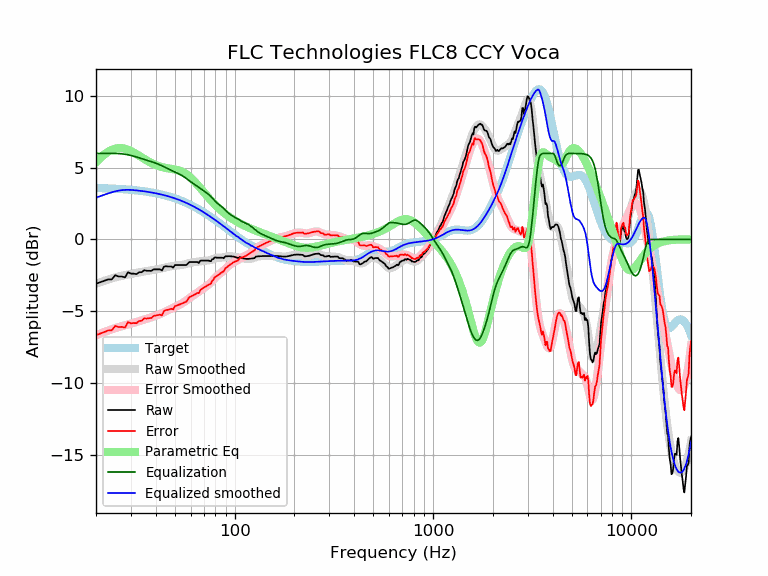 FLC Technologies FLC8 CCY Voca
Amplitude (dBr)
10
5
0
−5
−10
−15
Target
Raw Smoothed
Error Smoothed
Raw
Error
Parametric Eq
Equalization
Equalized smoothed
100
1000
10000
Frequency (Hz)